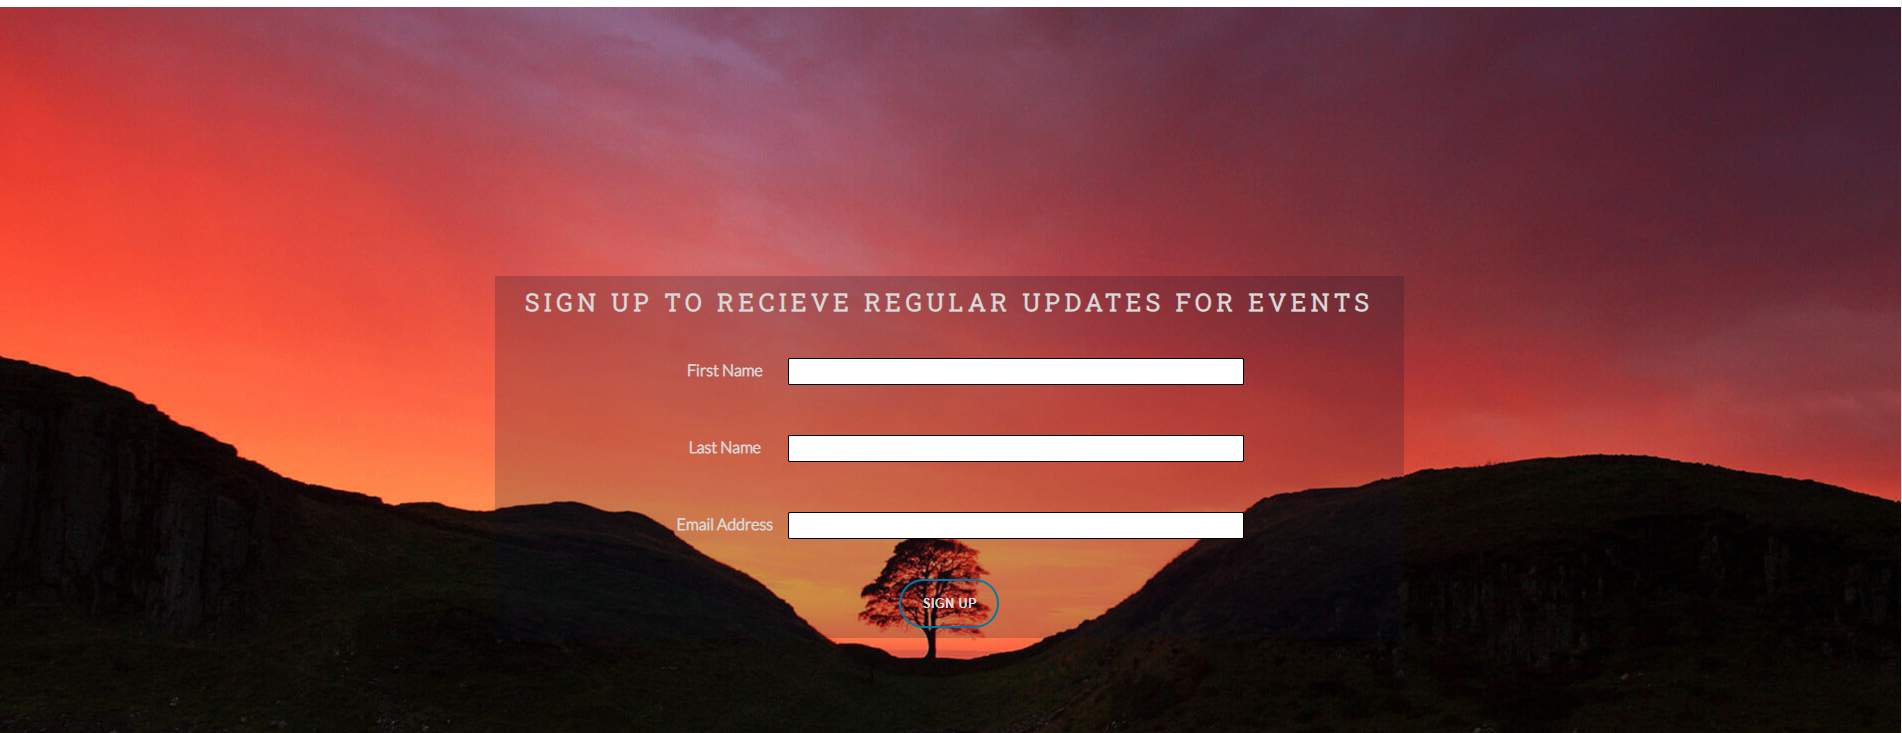 SIGN UP TO RECIEVE REGULAR UPDATES FOR EVENTS
First Name
Last Name
Email Address
SIGN UP